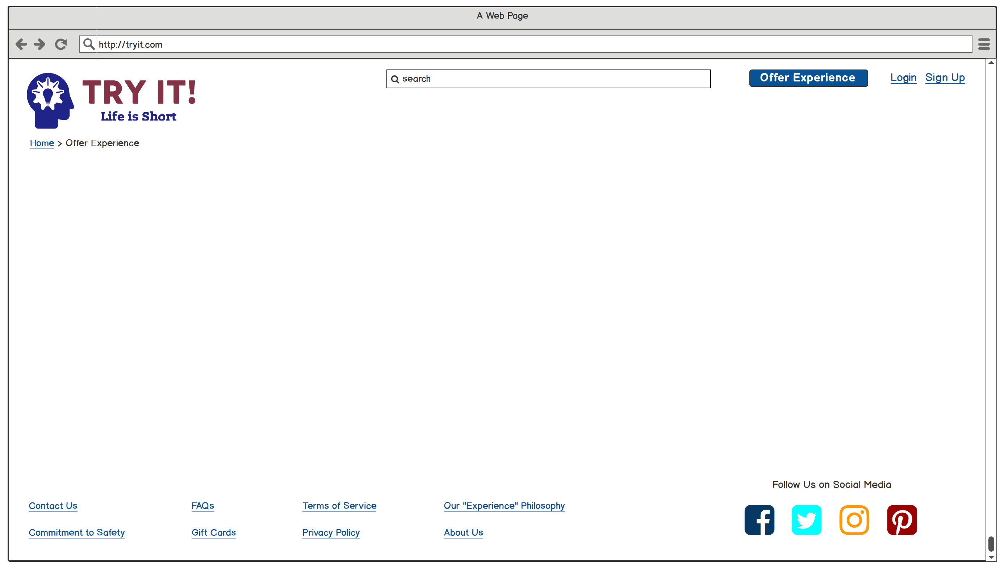 A Web Page
http://tryit.com
search
Offer Experience
Login Sign Up
TRY IT!
Life is Short
Home > Offer Experience
Follow Us on Social Media
Contact Us FAQs Terms of Service Our "Experience" Philosophy
Commitment to Safety Gift Cards Privacy Policy About Us